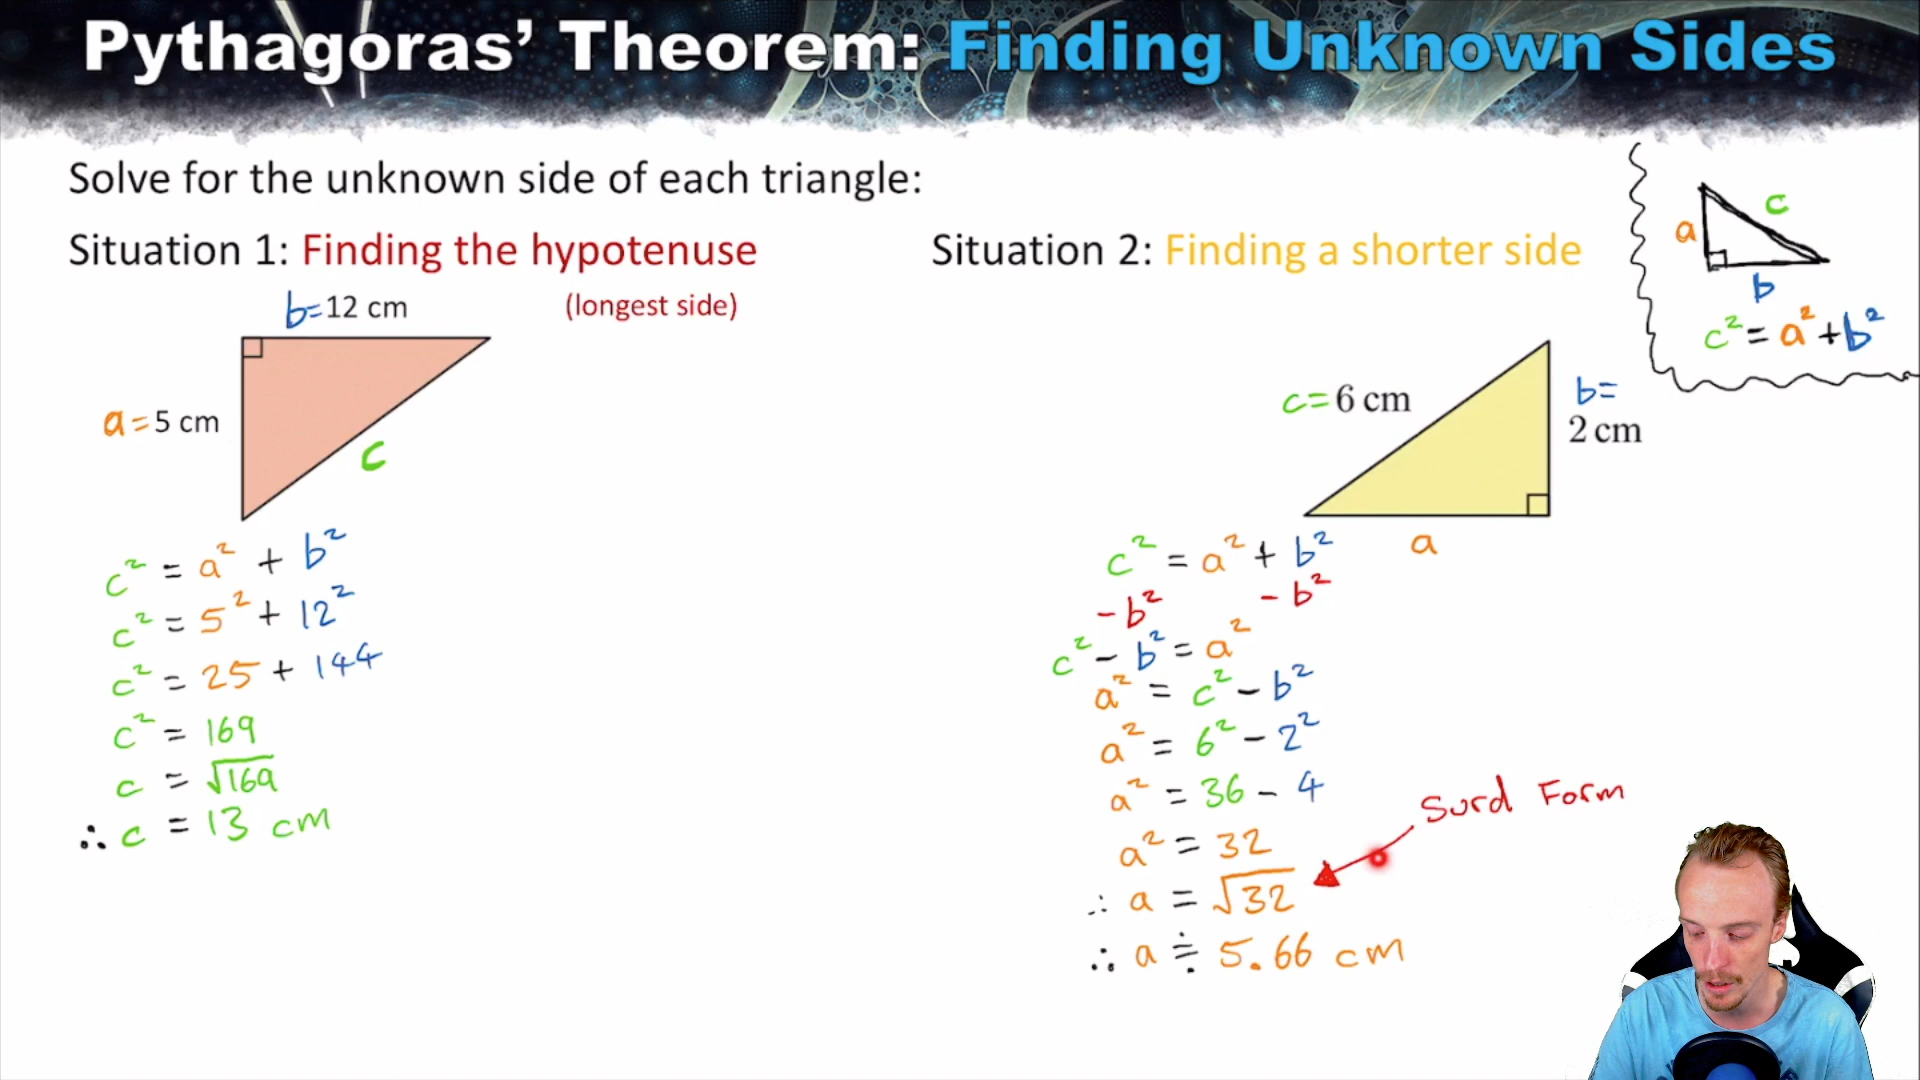 Pythagoras’ Theorem: Finding Unknown Sides
Solve for the unknown side of each triangle:
Situation 1: Finding the hypotenuse
(longest side)
b=12 cm
a=5 cm
c
c² = a² + b²
c² = 5² + 12²
c² = 25 + 144
c² = 169
c = √169
∴ c = 13 cm
Situation 2: Finding a shorter side
c=6 cm
b=
2 cm
a
c² = a² + b²
-b² -b²
c² - b² = a²
a² = c² - b²
a² = 6² - 2²
a² = 36 - 4
a² = 32
∴ a = √32
Surd Form
∴ a ≑ 5.66 cm
a
c
b
c² = a² + b²